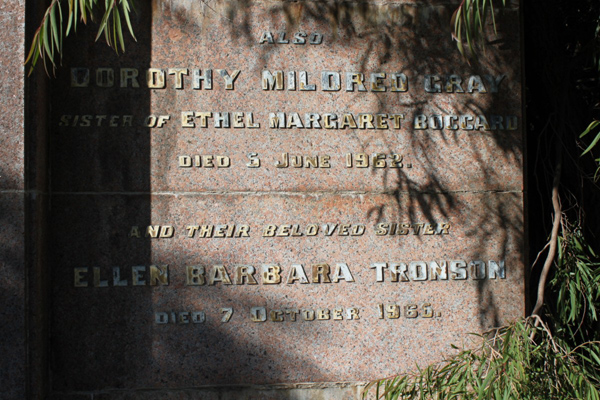 ALSO
DOROTHY MILDRED GRAY
SISTER OF ETHEL MARGARET BOGGARD
DIED 5 JUNE 1962.
AND THEIR BELOVED SISTER
ELLEN BARBARA TRONSON
DIED 7 OCTOBER 1965.